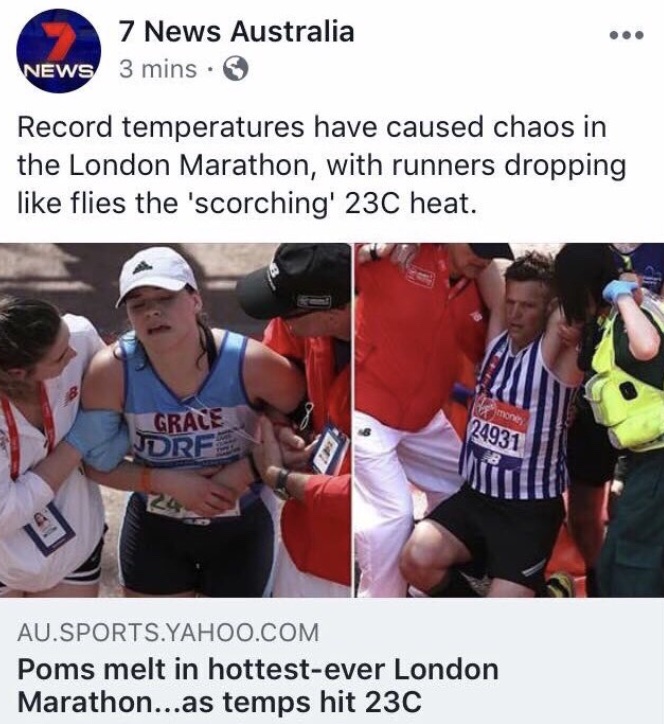 7 News Australia
7
NEWS
3 mins ·
Record temperatures have caused chaos in
the London Marathon, with runners dropping
like flies the 'scorching' 23C heat.
GRACE
JDRF
24
Virgin money
24931
AU.SPORTS.YAHOO.COM
Poms melt in hottest-ever London
Marathon...as temps hit 23C